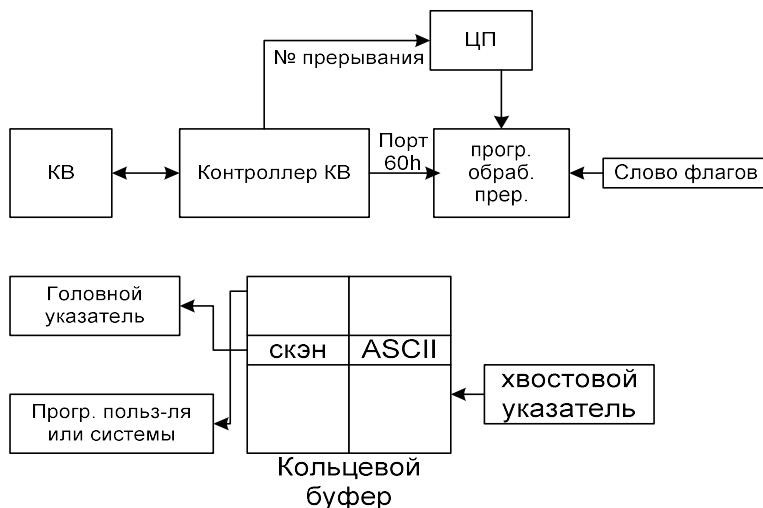 ЦП
№ прерывания
КВ
Контроллер КВ
Порт
60h
прогр.
обраб.
прер.
Слово флагов
Головной
указатель
скэн
ASCII
хвостовой
указатель
Прогр. польз-ля
или системы
Кольцевой
буфер